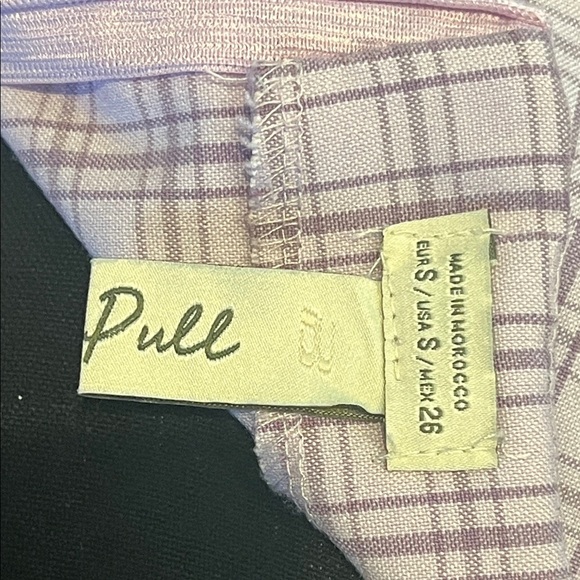 Pull
MADE IN MOROCCO
EUR S / USA S / MEX 26